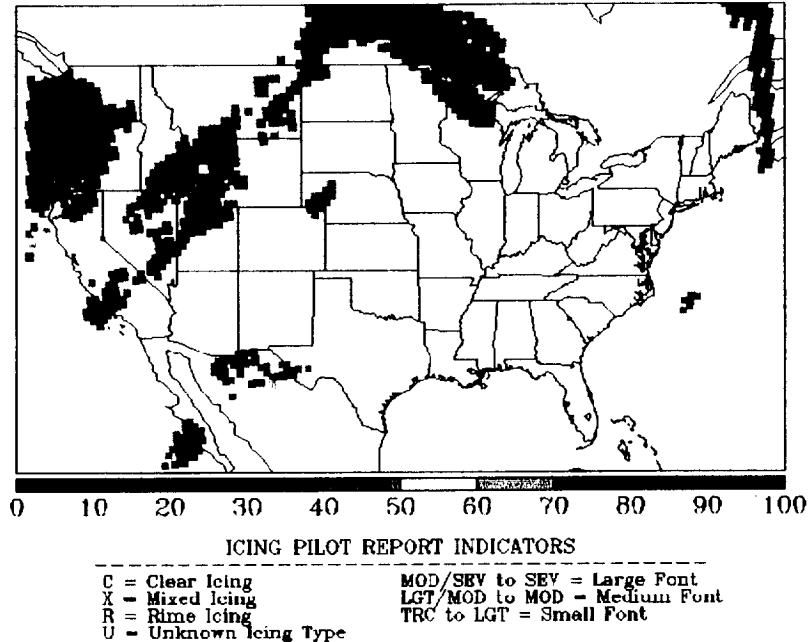 0 10 20 30 40 50 60 70 80 90 100
ICING PILOT REPORT INDICATORS
C = Clear Icing
X = Mixed Icing
R = Rime Icing
U = Unknown Icing Type
MOD/SEV to SEV = Large Font
LGT/MOD to MOD = Medium Font
TRC to LGT = Small Font